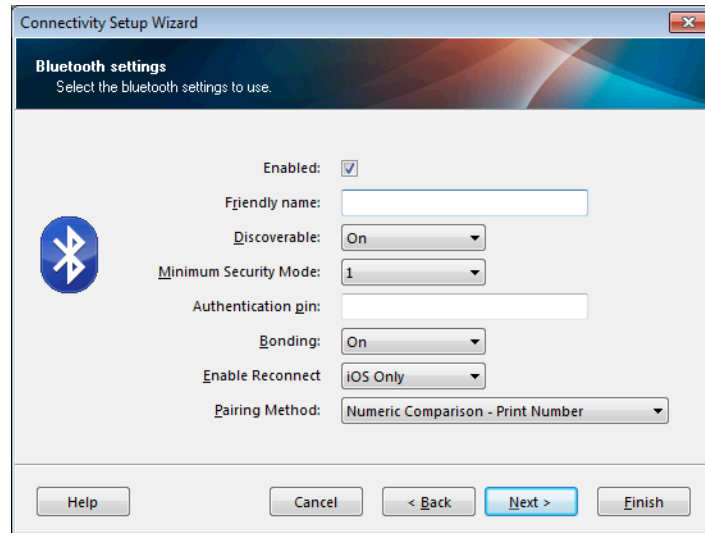 Connectivity Setup Wizard
Bluetooth settings
Select the bluetooth settings to use.
Enabled:
Friendly name:
Discoverable: On
Minimum Security Mode: 1
Authentication pin:
Bonding: On
Enable Reconnect iOS Only
Pairing Method: Numeric Comparison - Print Number
Help Cancel < Back Next > Finish